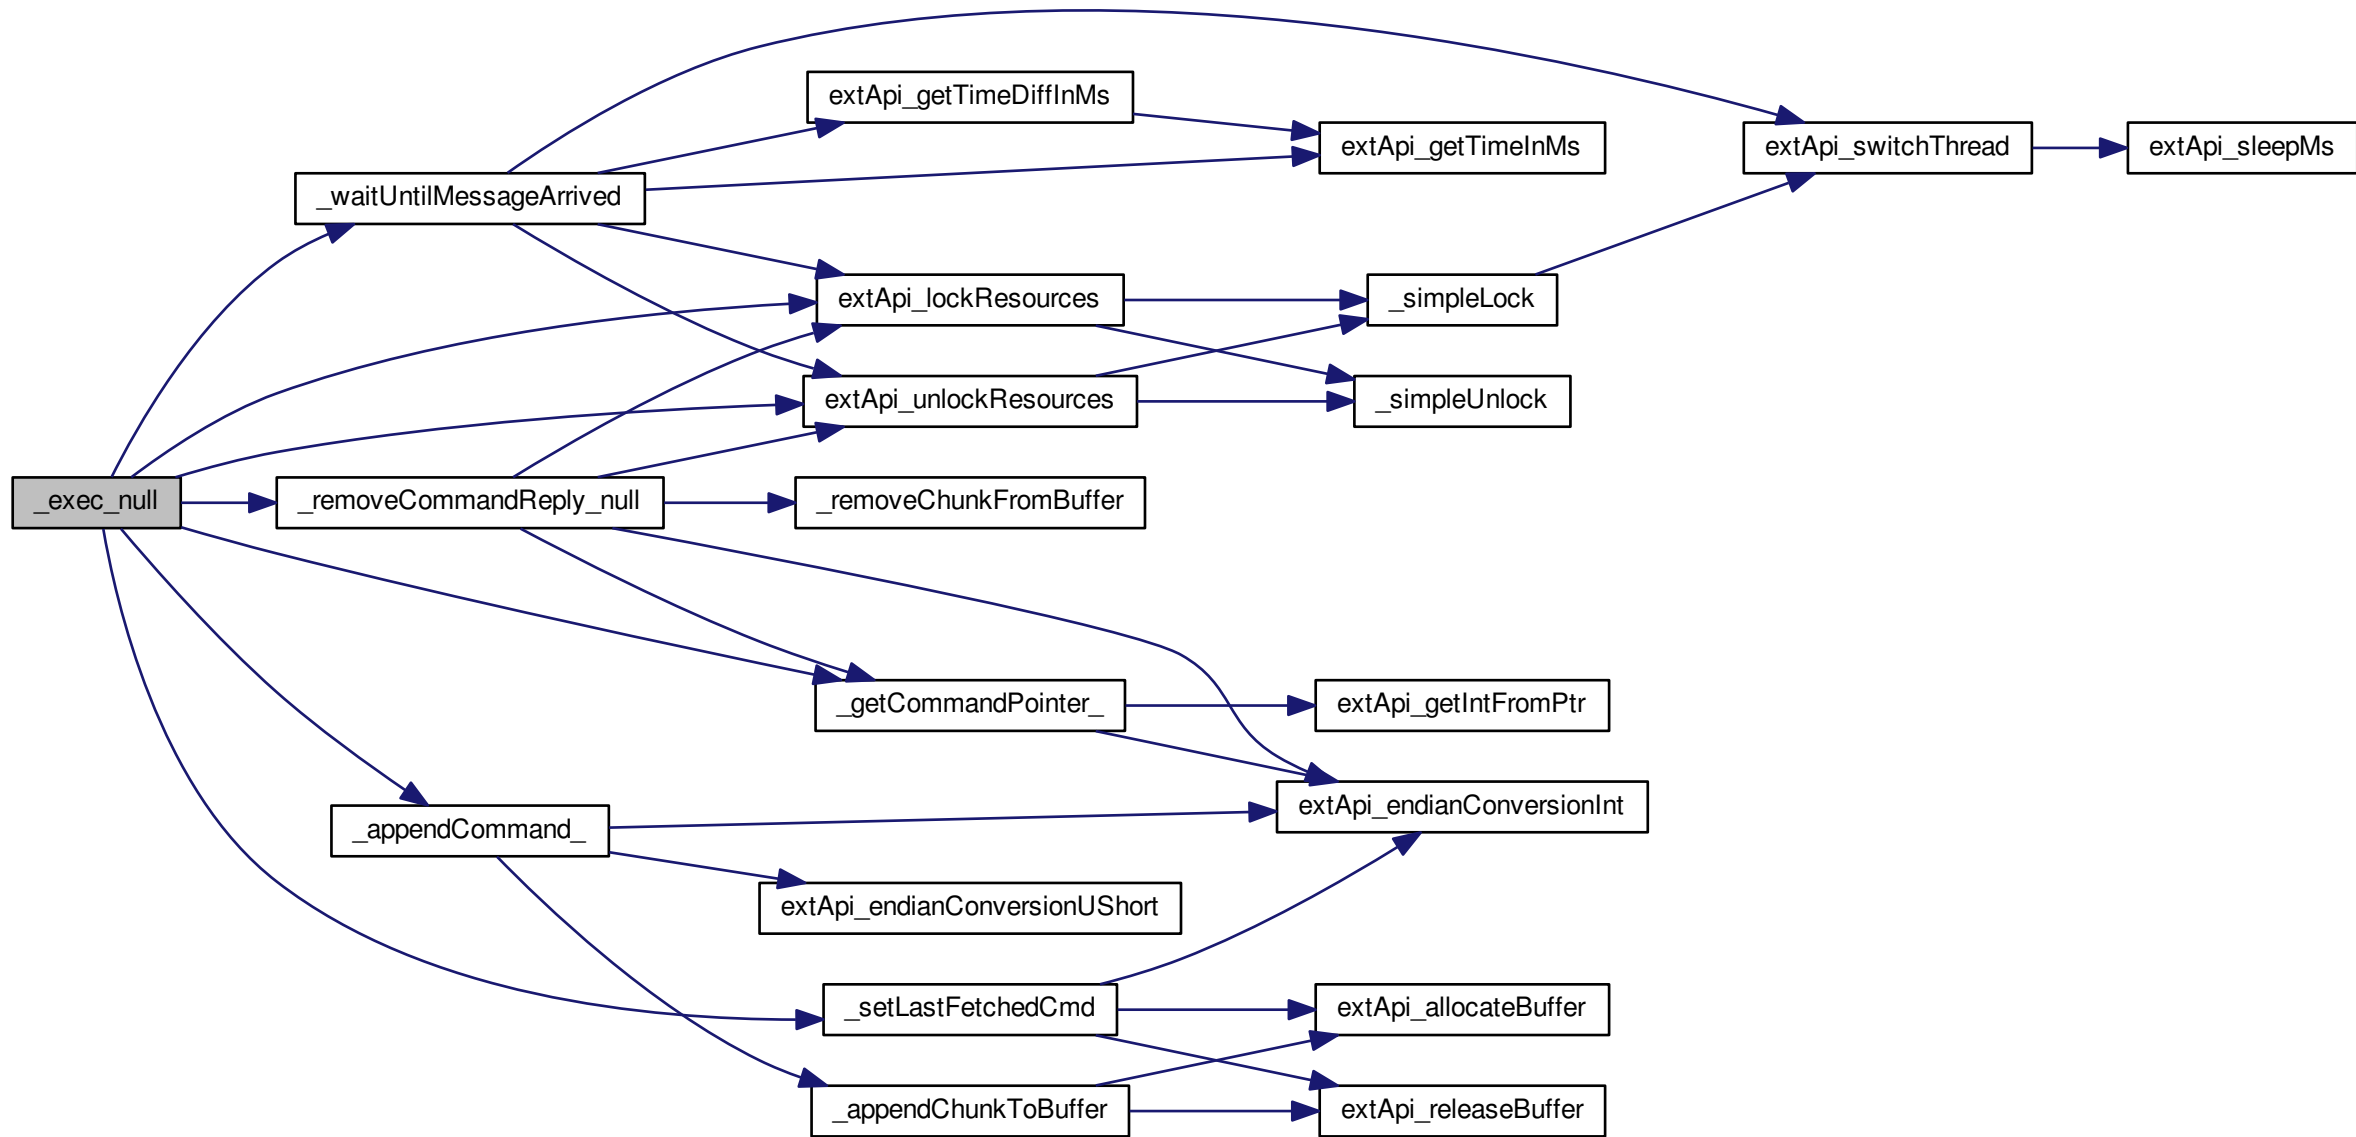 extApi_getTimeDiffInMs
extApi_getTimeInMs
extApi_switchThread
extApi_sleepMs
_waitUntilMessageArrived
extApi_lockResources
_simpleLock
extApi_unlockResources
_simpleUnlock
_exec_null
_removeCommandReply_null
_removeChunkFromBuffer
_getCommandPointer_
extApi_getIntFromPtr
extApi_endianConversionInt
_appendCommand_
extApi_endianConversionUShort
_setLastFetchedCmd
extApi_allocateBuffer
_appendChunkToBuffer
extApi_releaseBuffer